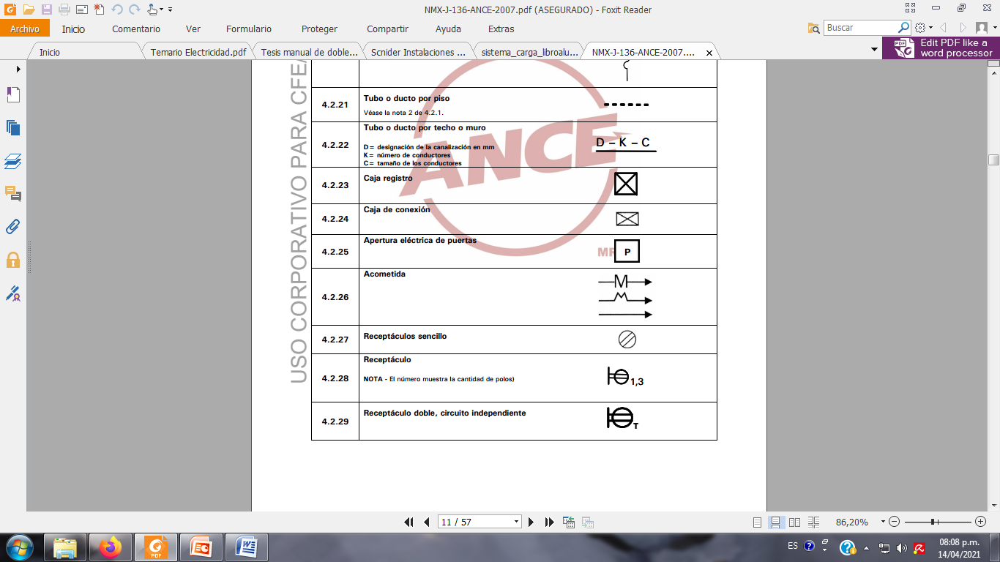 NMX-J-136-ANCE-2007.pdf (ASEGURADO) - Foxit Reader
Archivo Inicio Comentario Ver Formulario Proteger Compartir Ayuda Extras
Buscar
Inicio Temario Electricidad.pdf Tesis manual de doble... Scnider Instalaciones ... sistema_carga_libroalu... NMX-J-136-ANCE-2007....
Edit PDF like a
word processor
USO CORPORATIVO PARA CFE
ANCE
MR
4.2.21 Tubo o ducto por piso
Véase la nota 2 de 4.2.1.
4.2.22 Tubo o ducto por techo o muro
D – K – C
D = designación de la canalización en mm
K = número de conductores
C = tamaño de los conductores
4.2.23 Caja registro
4.2.24 Caja de conexión
4.2.25 Apertura eléctrica de puertas P
4.2.26 Acometida
4.2.27 Receptáculos sencillo
4.2.28 Receptáculo
NOTA - El número muestra la cantidad de polos)
1,3
4.2.29 Receptáculo doble, circuito independiente
T
11 / 57
86,20%
ES
08:08 p.m.
14/04/2021